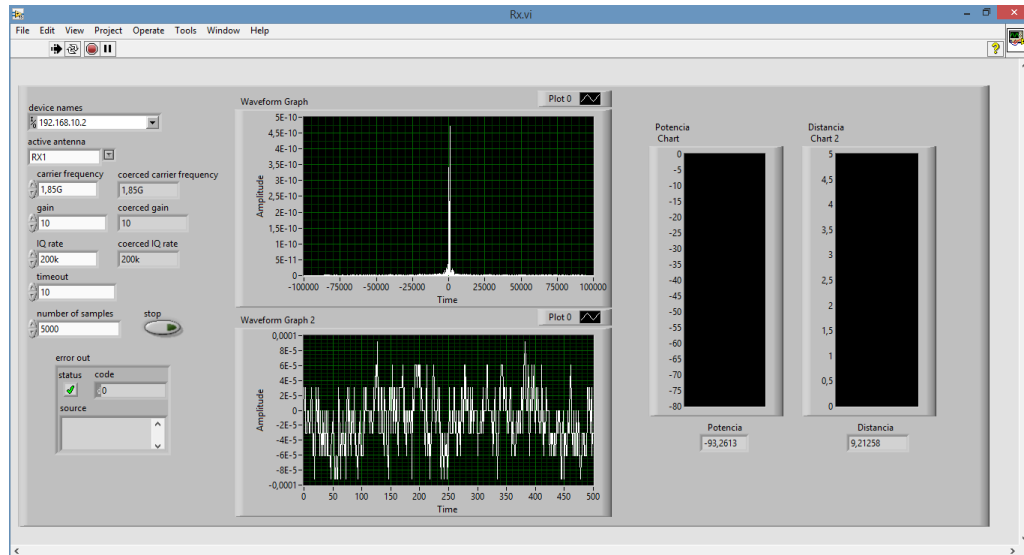 Rx.vi
File Edit View Project Operate Tools Window Help
device names
192.168.10.2
active antenna
RX1
carrier frequency coerced carrier frequency
1,85G 1,85G
gain coerced gain
10 10
IQ rate coerced IQ rate
200k 200k
timeout
10
number of samples stop
5000
error out
status code
0
source
Waveform Graph Plot 0
5E-10
4,5E-10
4E-10
3,5E-10
3E-10
2,5E-10
2E-10
1,5E-10
1E-10
5E-11
0
Amplitude
-100000 -75000 -50000 -25000 0 25000 50000 75000 100000
Time
Waveform Graph 2 Plot 0
0,0001
8E-5
6E-5
4E-5
2E-5
0
-2E-5
-4E-5
-6E-5
-8E-5
-0,0001
Amplitude
0 50 100 150 200 250 300 350 400 450 500
Time
Potencia
Chart
0
-5
-10
-15
-20
-25
-30
-35
-40
-45
-50
-55
-60
-65
-70
-75
-80
Potencia
-93,2613
Distancia
Chart 2
5
4,5
4
3,5
3
2,5
2
1,5
1
0,5
0
Distancia
9,21258